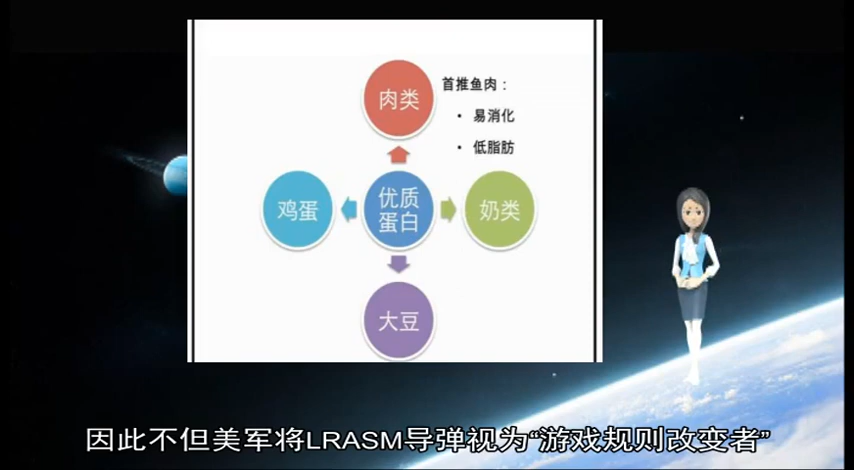 肉类
首推鱼肉：
• 易消化
• 低脂肪
鸡蛋
优质
蛋白
奶类
大豆
因此不但美军将LRASM导弹视为“游戏规则改变者”